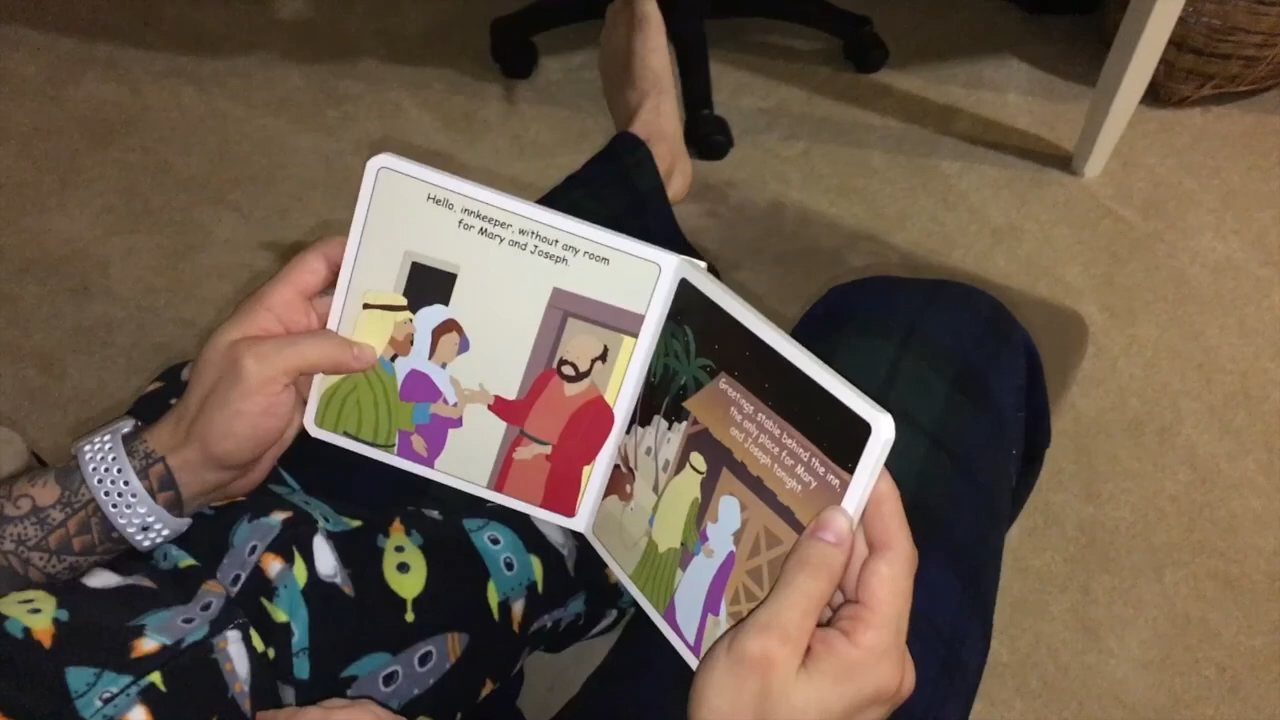 Hello, innkeeper, without any room
for Mary and Joseph.
Greetings, stable behind the inn,
the only place for Mary
and Joseph tonight.